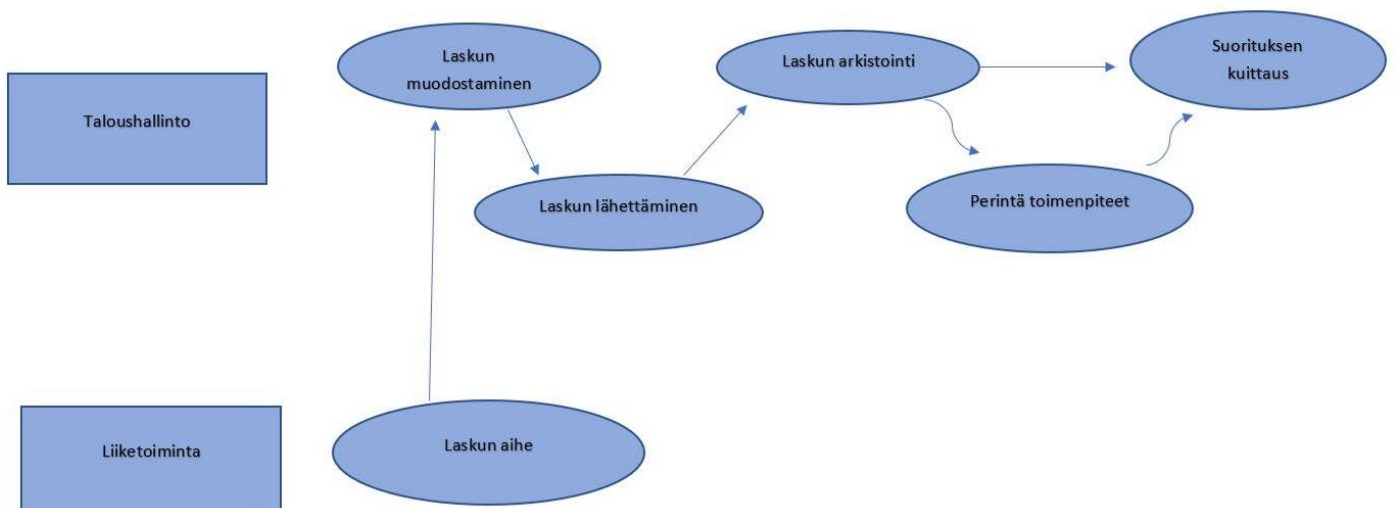 Laskun
muodostaminen
Laskun arkistointi
Suorituksen
kuittaus
Taloushallinto
Laskun lähettäminen
Perintä toimenpiteet
Liiketoiminta
Laskun aihe